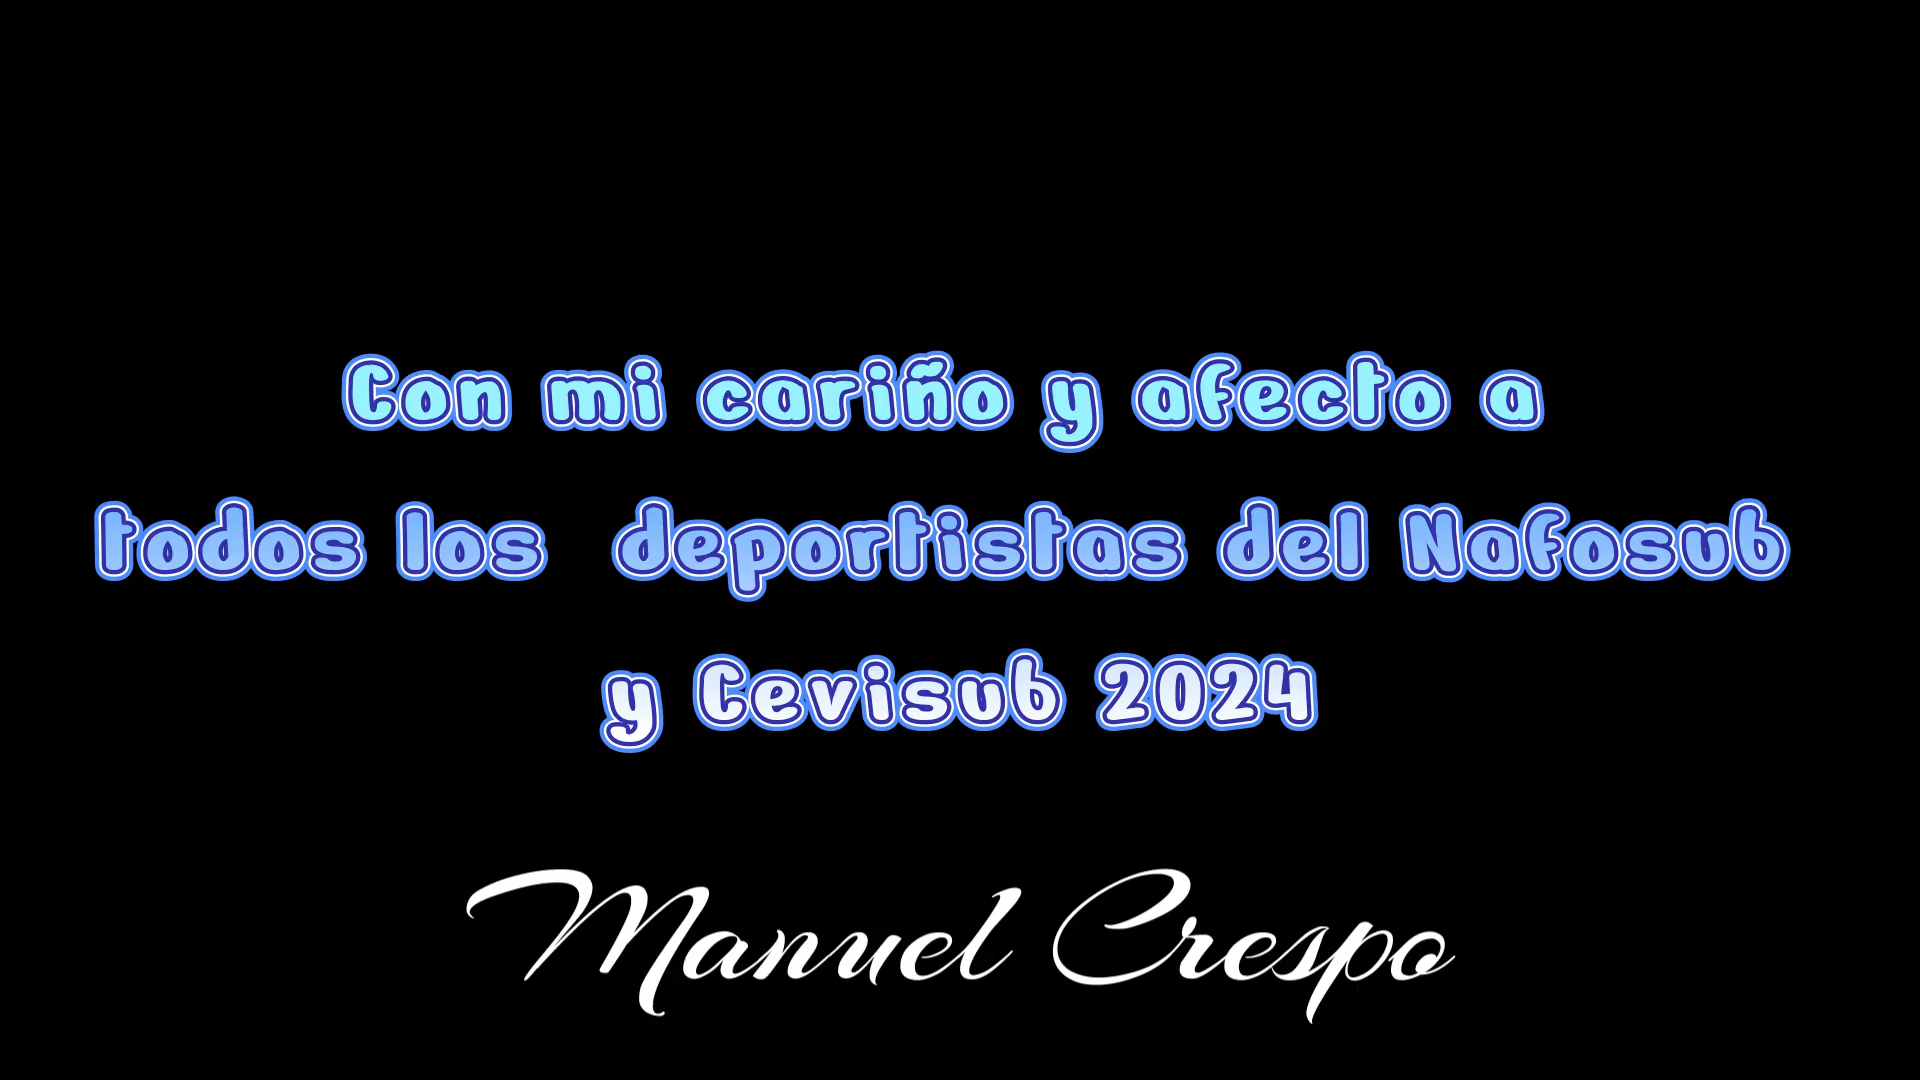 Con mi cariño y afecto a
todos los deportistas del Nafosub
y Cevisub 2024
Manuel Crespo